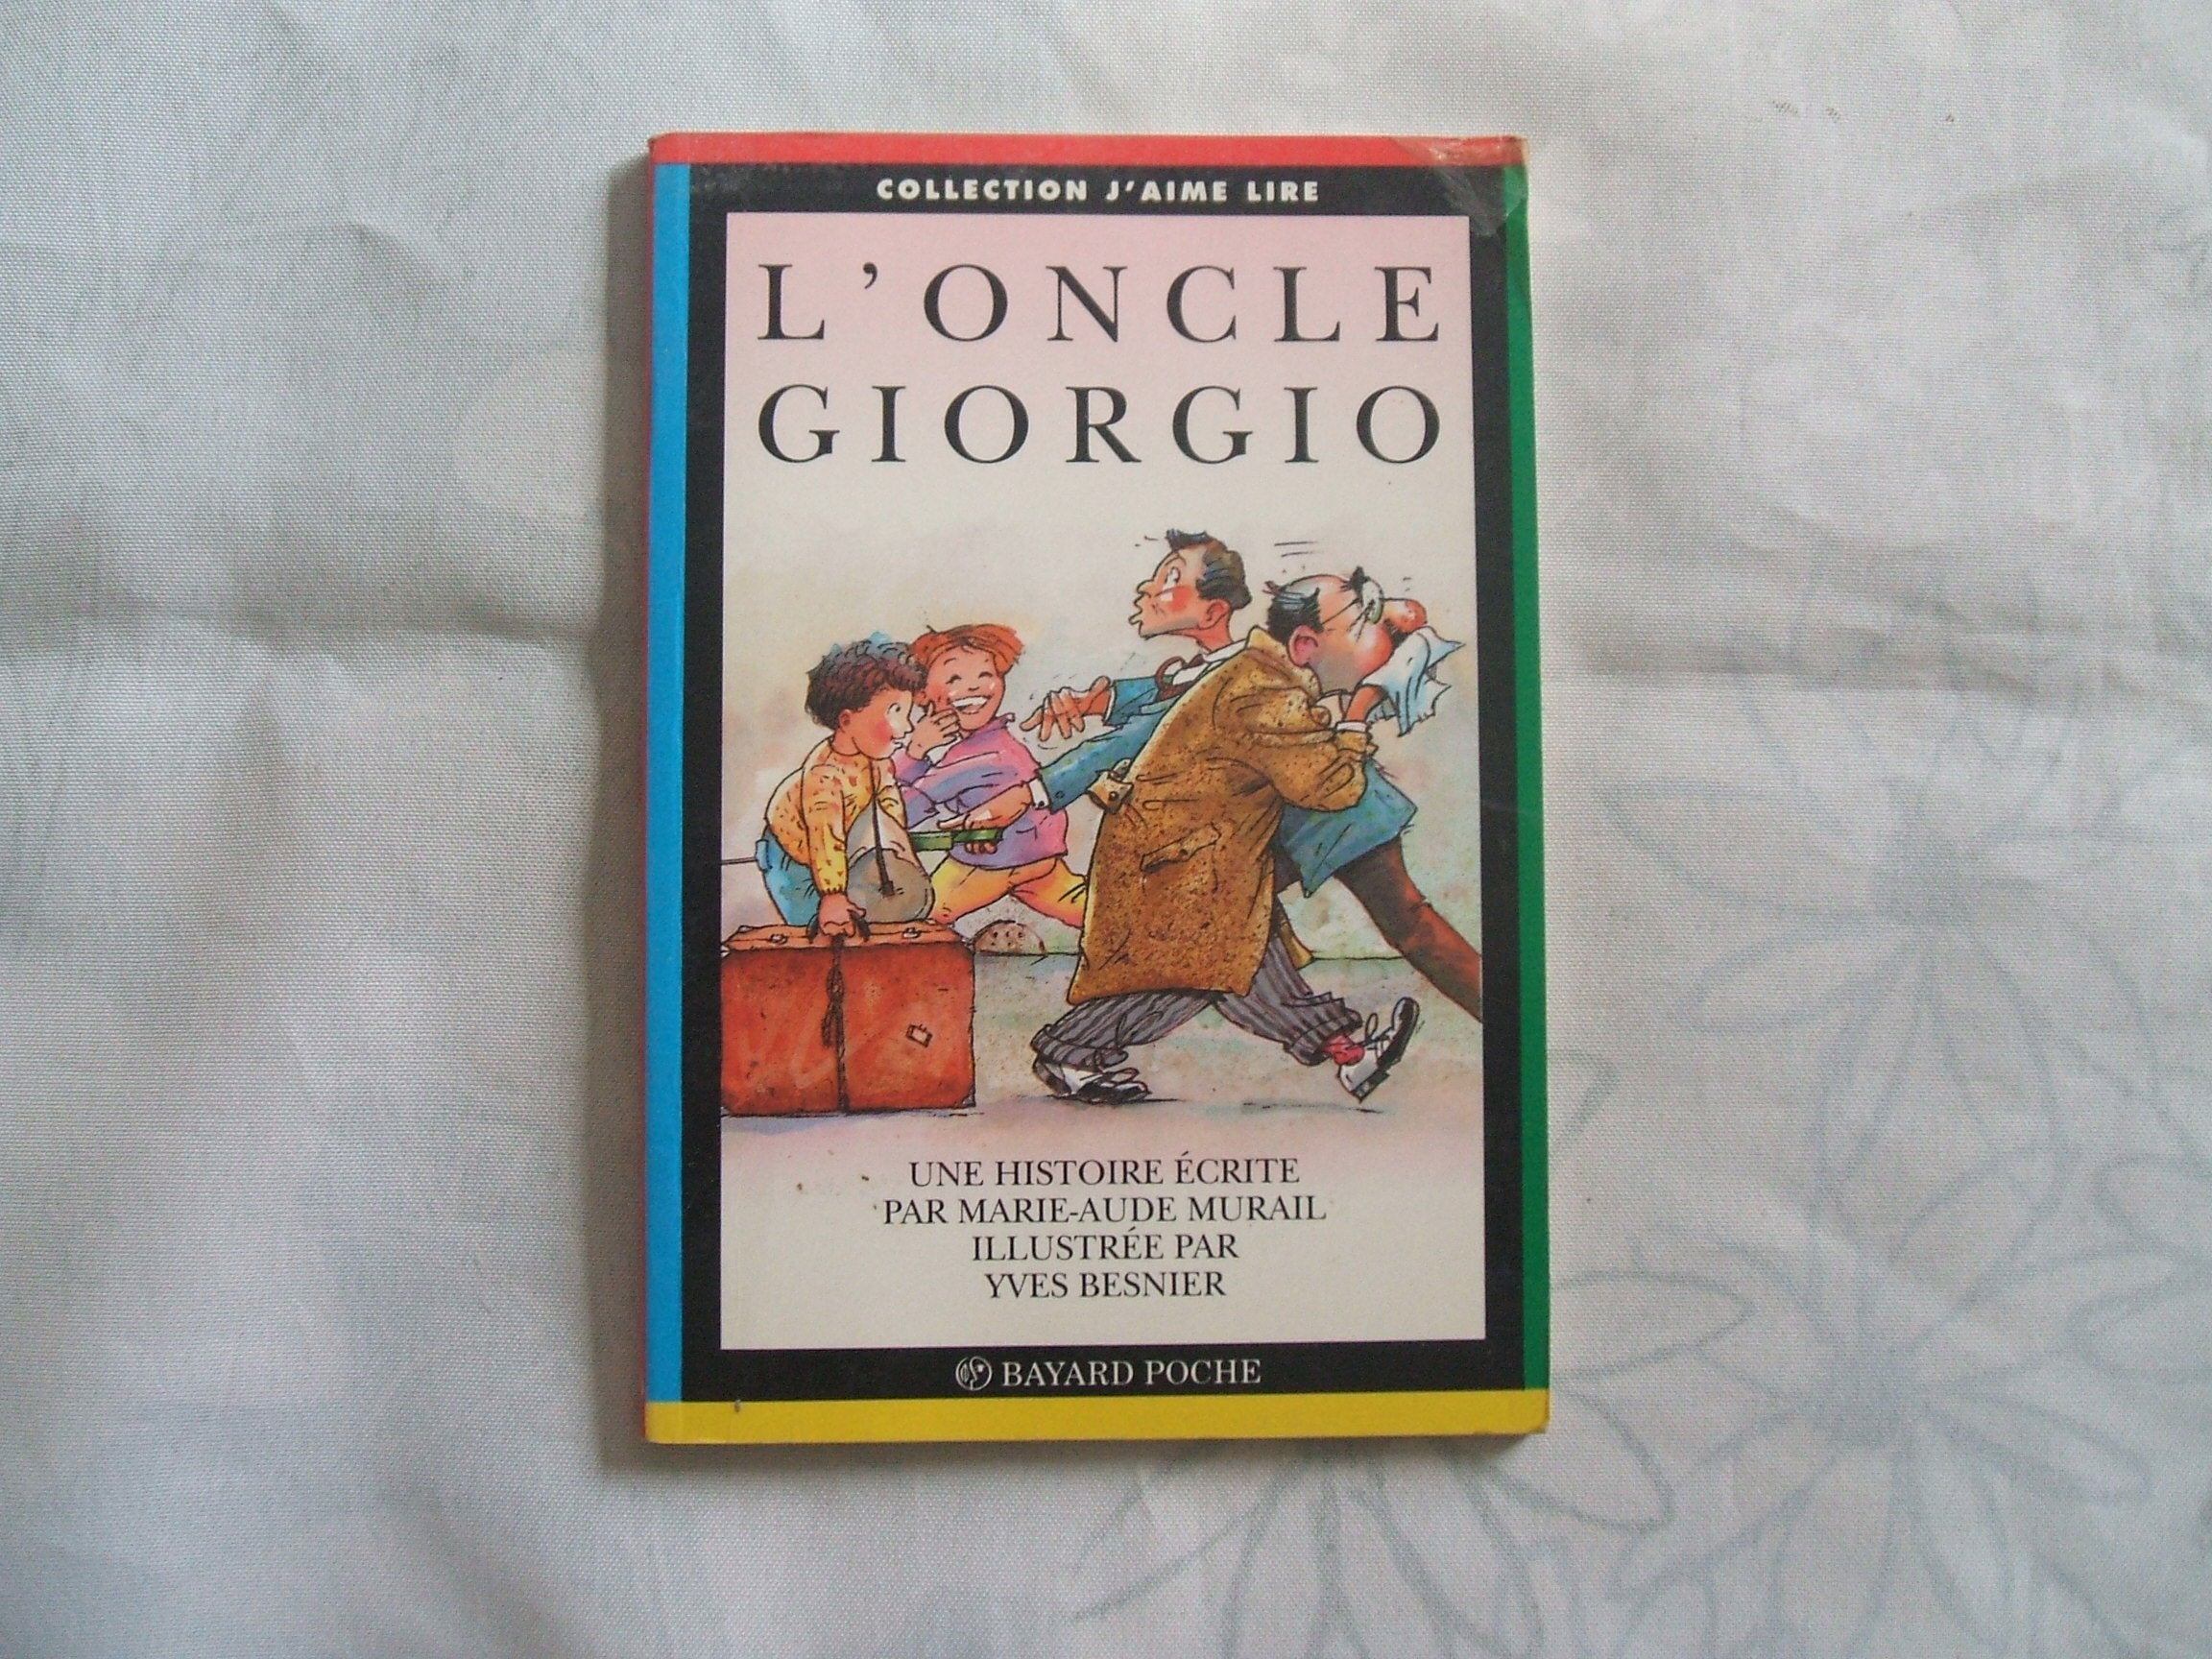 COLLECTION J'AIME LIRE
L'ONCLE
GIORGIO
UNE HISTOIRE ÉCRITE
PAR MARIE-AUDE MURAIL
ILLUSTRÉE PAR
YVES BESNIER
BAYARD POCHE